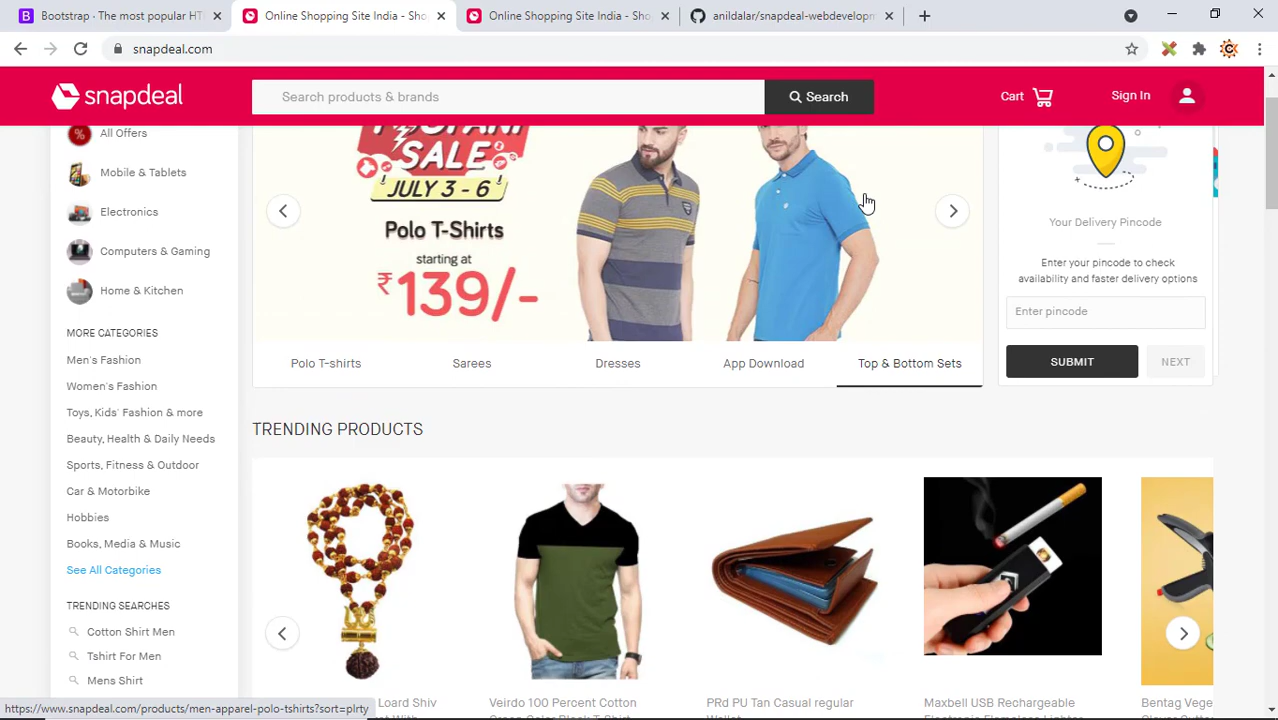 Bootstrap - The most popular HT
Online Shopping Site India - Sho
Online Shopping Site India - Sho
anildalar/snapdeal-webdevelopm
snapdeal.com
snapdeal
Search products & brands
Search
Cart
Sign In
All Offers
Mobile & Tablets
Electronics
Computers & Gaming
Home & Kitchen
MORE CATEGORIES
Men's Fashion
Women's Fashion
Toys, Kids' Fashion & more
Beauty, Health & Daily Needs
Sports, Fitness & Outdoor
Car & Motorbike
Hobbies
Books, Media & Music
See All Categories
TRENDING SEARCHES
Cotton Shirt Men
Tshirt For Men
Mens Shirt
SALE
JULY 3 - 6
Polo T-Shirts
starting at
₹139/-
Polo T-shirts
Sarees
Dresses
App Download
Top & Bottom Sets
Your Delivery Pincode
Enter your pincode to check
availability and faster delivery options
Enter pincode
SUBMIT
NEXT
TRENDING PRODUCTS
Loard Shiv
Veirdo 100 Percent Cotton
PRd PU Tan Casual regular
Wallet
Maxbell USB Rechargeable
Electronic Flameless Lighter
Bentag Vege
https://www.snapdeal.com/products/men-apparel-polo-tshirts?sort=plrty